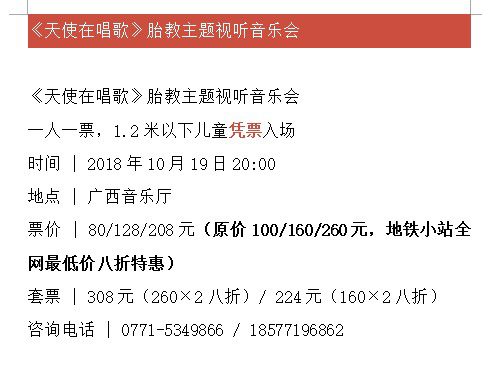 《天使在唱歌》胎教主题视听音乐会
《天使在唱歌》胎教主题视听音乐会
一人一票，1.2 米以下儿童凭票入场
时间 | 2018 年 10 月 19 日 20:00
地点 | 广西音乐厅
票价 | 80/128/208 元（原价 100/160/260 元，地铁小站全
网最低价八折特惠）
套票 | 308 元（260×2 八折）/ 224 元（160×2 八折）
咨询电话 | 0771-5349866 / 18577196862